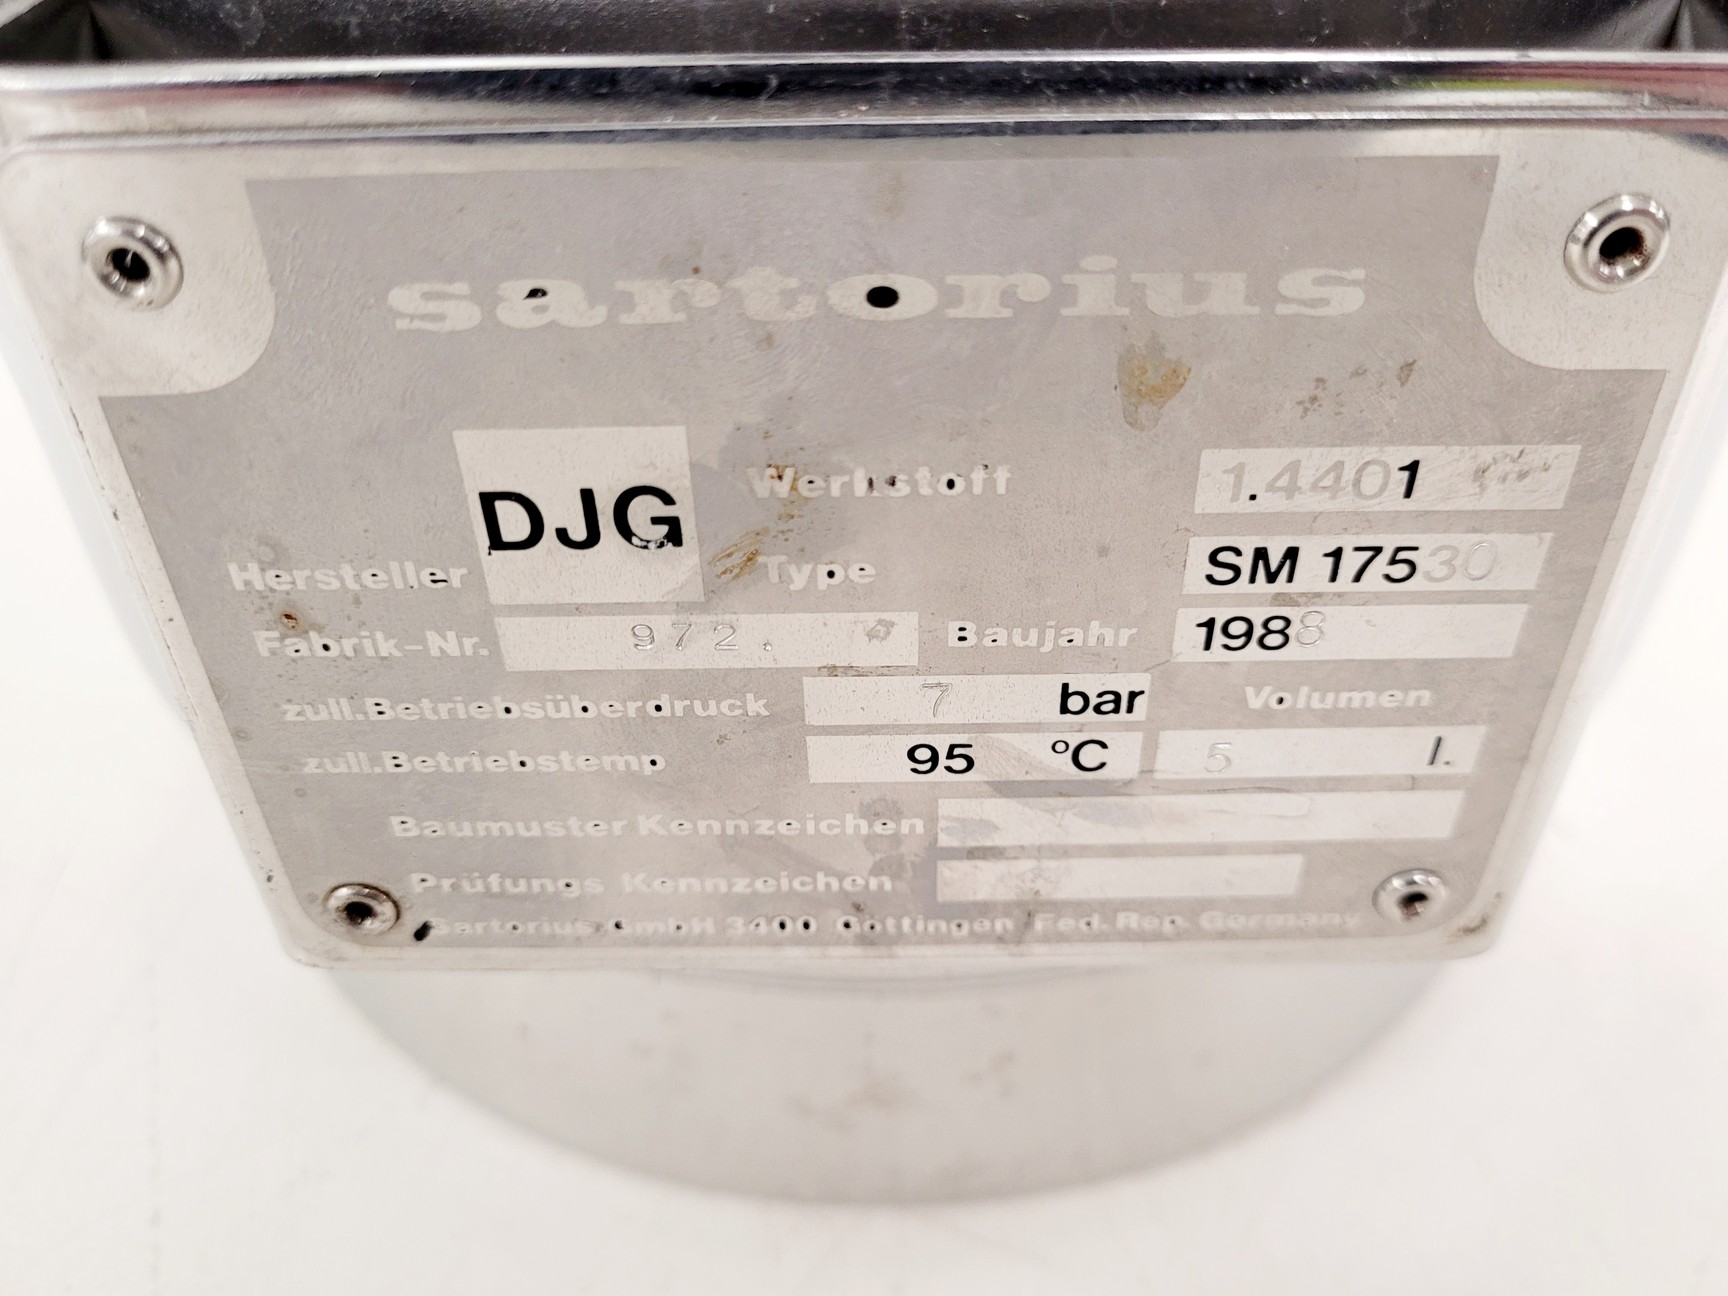 sartorius
DJG
Werkstoff 1.4401
Hersteller Type SM 17530
Fabrik-Nr. 972. Baujahr 1988
zull.Betriebsüberdruck 7 bar Volumen
zull.Betriebstemp 95 °C 5 l.
Baumuster Kennzeichen
Prüfungs Kennzeichen
Sartorius GmbH 3400 Göttingen Fed. Rep. Germany